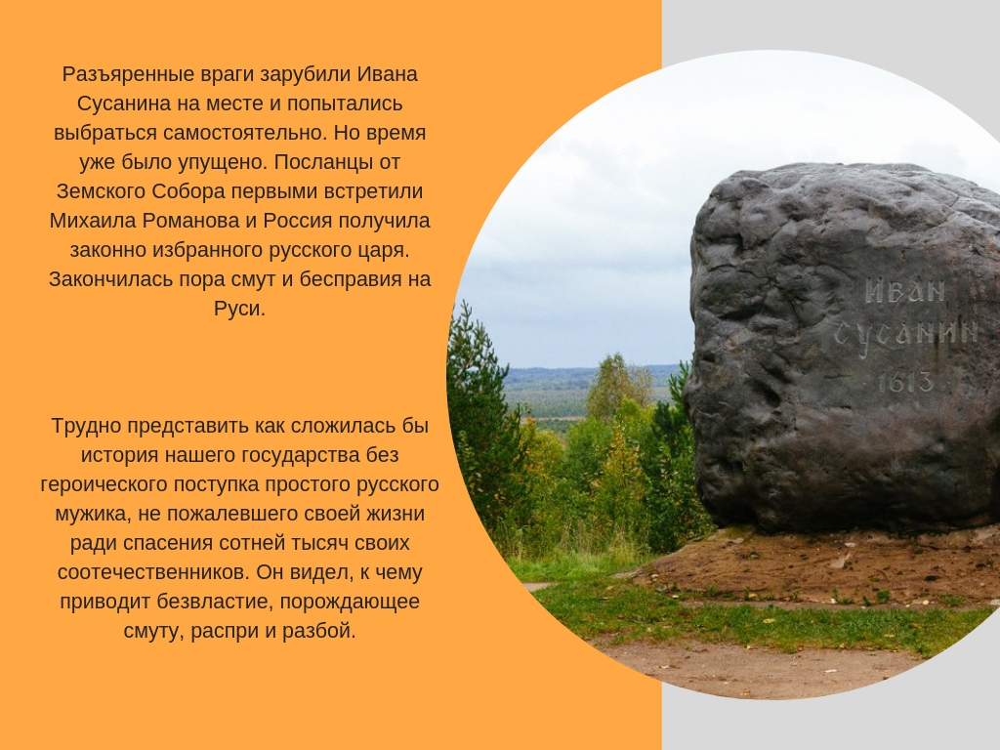 Разъяренные враги зарубили Ивана
Сусанина на месте и попытались
выбраться самостоятельно. Но время
уже было упущено. Посланцы от
Земского Собора первыми встретили
Михаила Романова и Россия получила
законно избранного русского царя.
Закончилась пора смут и бесправия на
Руси.
Трудно представить как сложилась бы
история нашего государства без
героического поступка простого русского
мужика, не пожалевшего своей жизни
ради спасения сотней тысяч своих
соотечественников. Он видел, к чему
приводит безвластие, порождающее
смуту, распри и разбой.
Иван
Сусанин
1613